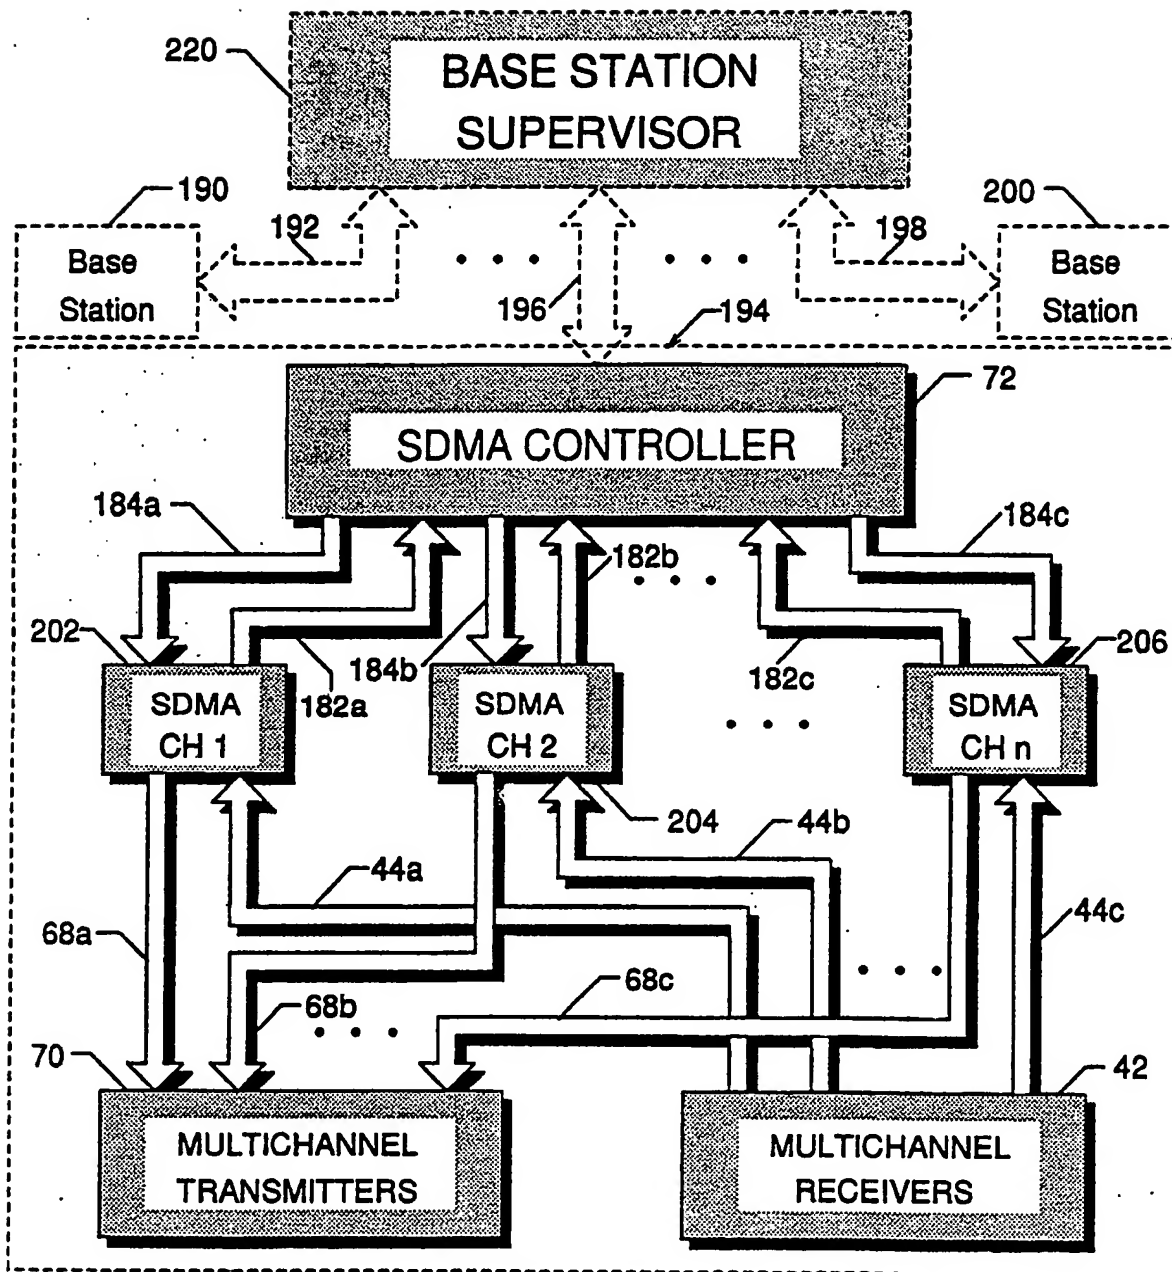 220
BASE STATION
SUPERVISOR
190
192
198
200
Base
Station
Base
Station
196
194
72
SDMA CONTROLLER
184a
184c
182b
202
184b
182a
182c
206
SDMA
CH 1
SDMA
CH 2
SDMA
CH n
204
44b
44a
44c
68a
68c
68b
70
42
MULTICHANNEL
TRANSMITTERS
MULTICHANNEL
RECEIVERS